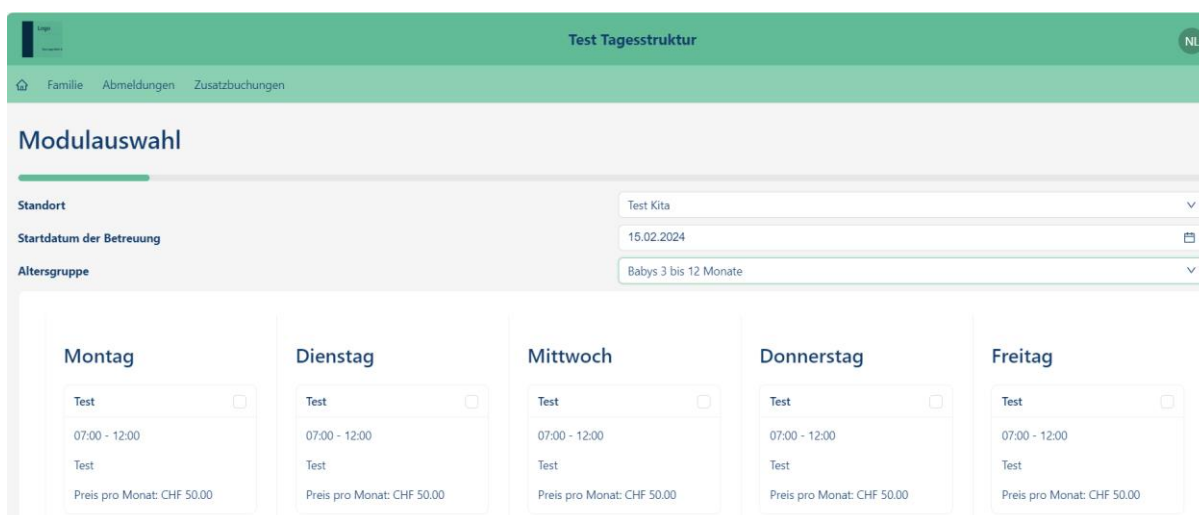 Logo
Test Tagesstruktur
NL
Familie Abmeldungen Zusatzbuchungen
Modulauswahl
Standort Test Kita
Startdatum der Betreuung 15.02.2024
Altersgruppe Babys 3 bis 12 Monate
Montag Dienstag Mittwoch Donnerstag Freitag
Test Test Test Test Test
07:00 - 12:00 07:00 - 12:00 07:00 - 12:00 07:00 - 12:00 07:00 - 12:00
Test Test Test Test Test
Preis pro Monat: CHF 50.00 Preis pro Monat: CHF 50.00 Preis pro Monat: CHF 50.00 Preis pro Monat: CHF 50.00 Preis pro Monat: CHF 50.00